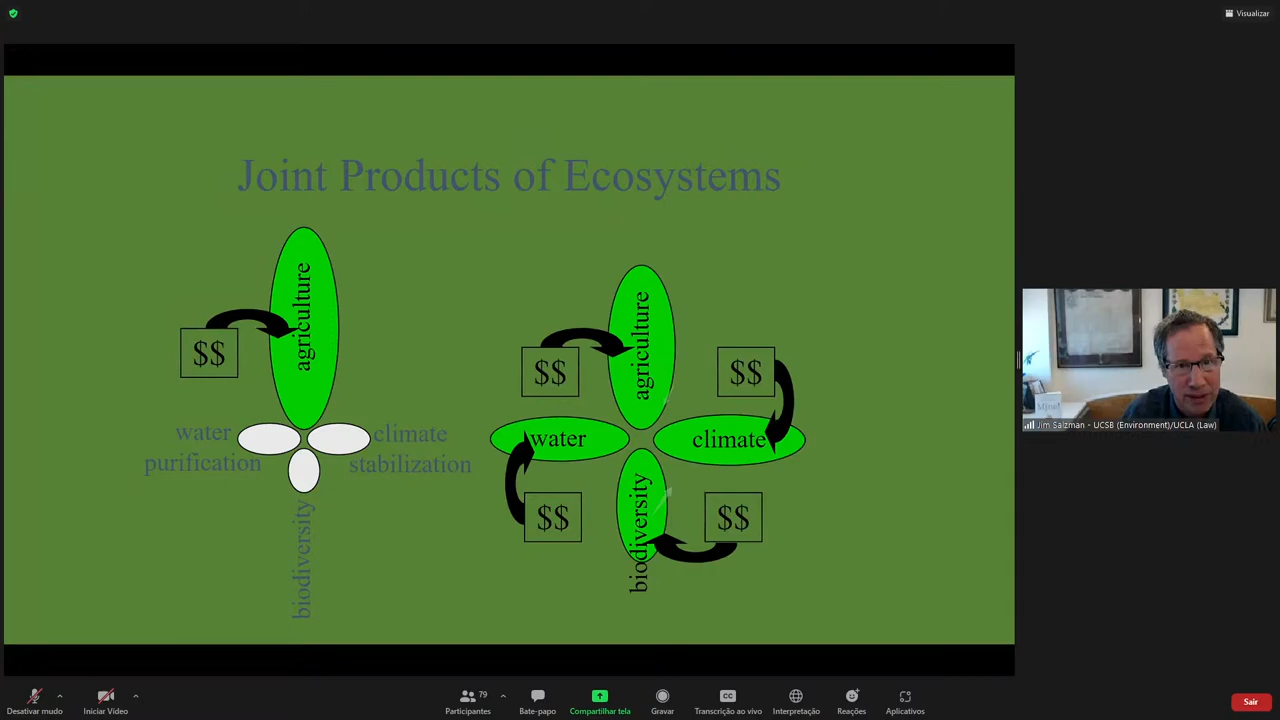 Visualizar
Joint Products of Ecosystems
agriculture
$$
water
purification
climate
stabilization
biodiversity
agriculture
$$
$$
water
climate
biodiversity
$$
$$
Jim Salzman - UCSB (Environment)/UCLA (Law)
Desativar mudo
Iniciar Vídeo
79
Participantes
Bate-papo
Compartilhar tela
Gravar
CC
Transcrição ao vivo
Interpretação
Reações
Aplicativos
Sair